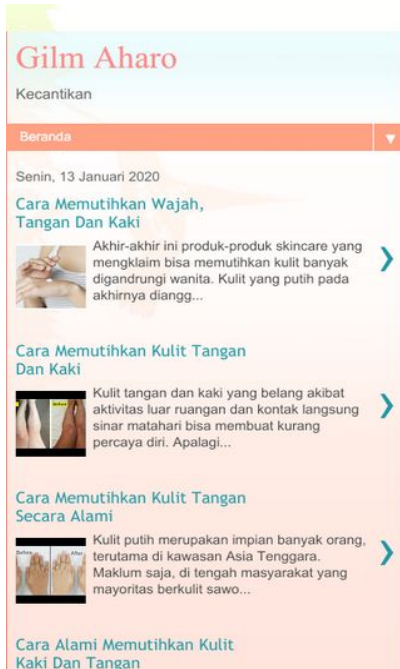 Gilm Aharo
Kecantikan
Beranda
▼
Senin, 13 Januari 2020
Cara Memutihkan Wajah,
Tangan Dan Kaki
Akhir-akhir ini produk-produk skincare yang
mengklaim bisa memutihkan kulit banyak
digandrungi wanita. Kulit yang putih pada
akhirnya diangg...
Cara Memutihkan Kulit Tangan
Dan Kaki
Before
Kulit tangan dan kaki yang belang akibat
aktivitas luar ruangan dan kontak langsung
sinar matahari bisa membuat kurang
percaya diri. Apalagi...
Cara Memutihkan Kulit Tangan
Secara Alami
Before After
Kulit putih merupakan impian banyak orang,
terutama di kawasan Asia Tenggara.
Maklum saja, di tengah masyarakat yang
mayoritas berkulit sawo...
Cara Alami Memutihkan Kulit
Kaki Dan Tangan